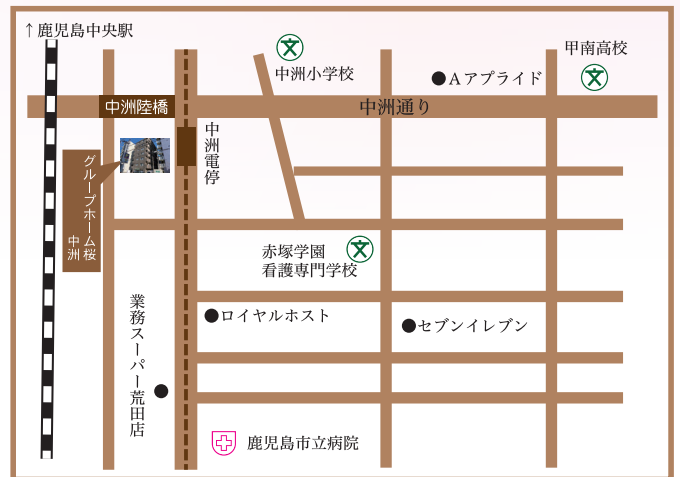 ↑鹿児島中央駅
甲南高校
中洲小学校
●Aアプライド
中洲陸橋
中洲通り
中洲電停
グループホーム桜
中洲
赤塚学園
看護専門学校
業務スーパー荒田店
●ロイヤルホスト
●セブンイレブン
鹿児島市立病院